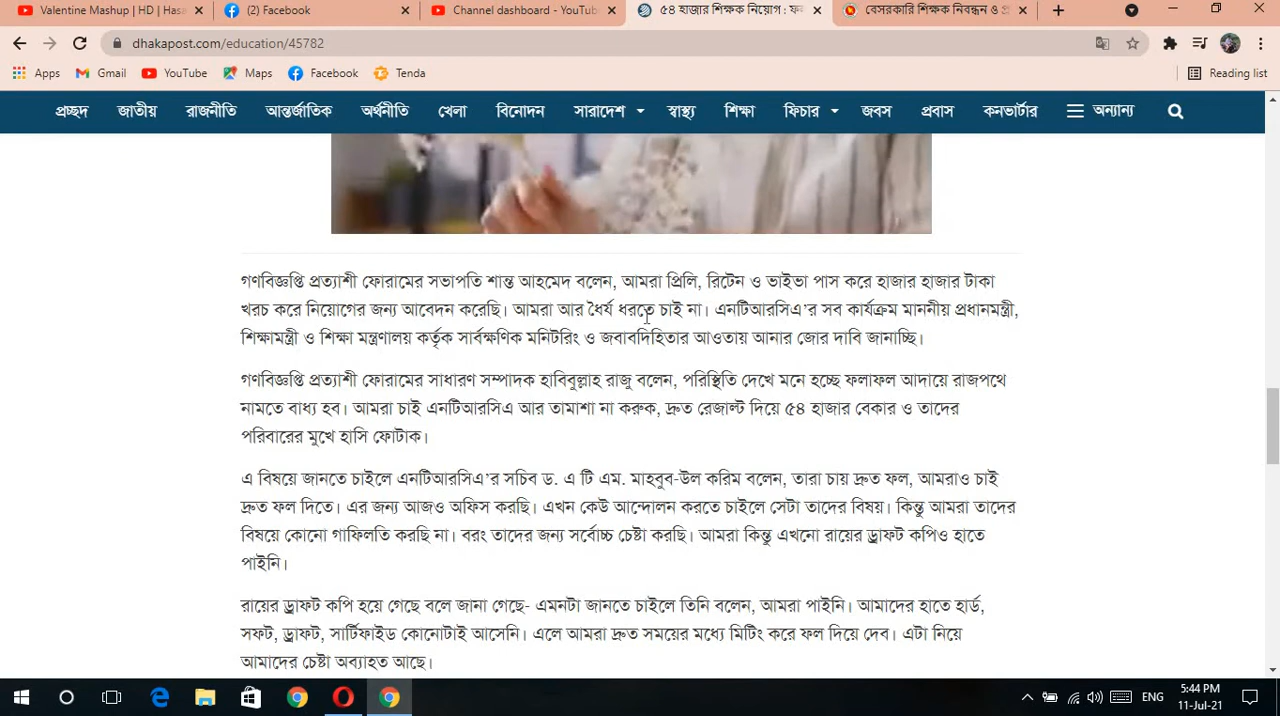 Valentine Mashup | HD | Hasa
(2) Facebook
Channel dashboard - YouTube
৫৪ হাজার শিক্ষক নিয়োগ : ফল
বেসরকারি শিক্ষক নিবন্ধন ও প্র
dhakapost.com/education/45782
Apps Gmail YouTube Maps Facebook Tenda Reading list
প্রচ্ছদ জাতীয় রাজনীতি আন্তর্জাতিক অর্থনীতি খেলা বিনোদন সারাদেশ স্বাস্থ্য শিক্ষা ফিচার জবস প্রবাস কনভার্টার অন্যান্য
গণবিজ্ঞপ্তি প্রত্যাশী ফোরামের সভাপতি শান্ত আহমেদ বলেন, আমরা প্রিলি, রিটেন ও ভাইভা পাস করে হাজার হাজার টাকা
খরচ করে নিয়োগের জন্য আবেদন করেছি। আমরা আর ধৈর্য ধরতে চাই না। এনটিআরসিএ'র সব কার্যক্রম মাননীয় প্রধানমন্ত্রী,
শিক্ষামন্ত্রী ও শিক্ষা মন্ত্রণালয় কর্তৃক সার্বক্ষণিক মনিটরিং ও জবাবদিহিতার আওতায় আনার জোর দাবি জানাচ্ছি।
গণবিজ্ঞপ্তি প্রত্যাশী ফোরামের সাধারণ সম্পাদক হাবিবুল্লাহ রাজু বলেন, পরিস্থিতি দেখে মনে হচ্ছে ফলাফল আদায়ে রাজপথে
নামতে বাধ্য হব। আমরা চাই এনটিআরসিএ আর তামাশা না করুক, দ্রুত রেজাল্ট দিয়ে ৫৪ হাজার বেকার ও তাদের
পরিবারের মুখে হাসি ফোটাক।
এ বিষয়ে জানতে চাইলে এনটিআরসিএ'র সচিব ড. এ টি এম. মাহবুব-উল করিম বলেন, তারা চায় দ্রুত ফল, আমরাও চাই
দ্রুত ফল দিতে। এর জন্য আজও অফিস করছি। এখন কেউ আন্দোলন করতে চাইলে সেটা তাদের বিষয়। কিন্তু আমরা তাদের
বিষয়ে কোনো গাফিলতি করছি না। বরং তাদের জন্য সর্বোচ্চ চেষ্টা করছি। আমরা কিন্তু এখনো রায়ের ড্রাফট কপিও হাতে
পাইনি।
রায়ের ড্রাফট কপি হয়ে গেছে বলে জানা গেছে- এমনটা জানতে চাইলে তিনি বলেন, আমরা পাইনি। আমাদের হাতে হার্ড,
সফট, ড্রাফট, সার্টিফাইড কোনোটাই আসেনি। এলে আমরা দ্রুত সময়ের মধ্যে মিটিং করে ফল দিয়ে দেব। এটা নিয়ে
আমাদের চেষ্টা অব্যাহত আছে।
ENG
5:44 PM
11-Jul-21